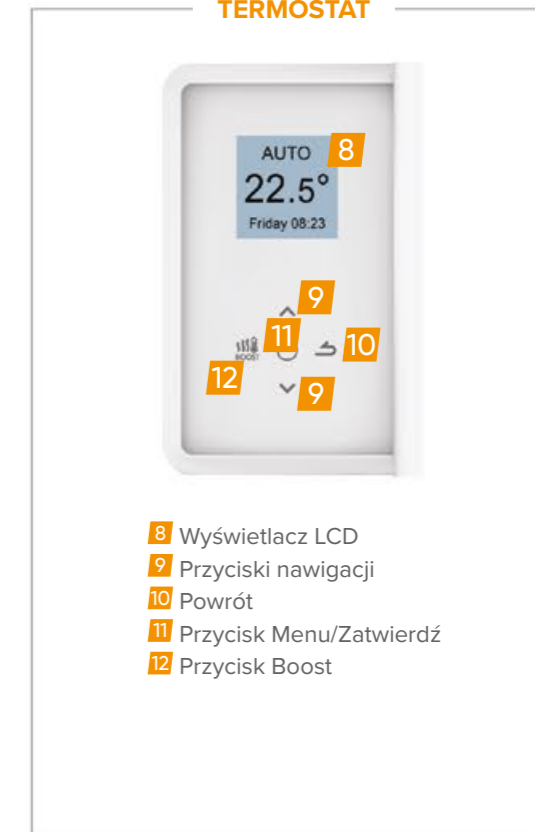 TERMOSTAT
AUTO 8
22.5°
Friday 08:23
9
11
10
BOOST
12
9
8 Wyświetlacz LCD
9 Przyciski nawigacji
10 Powrót
11 Przycisk Menu/Zatwierdź
12 Przycisk Boost